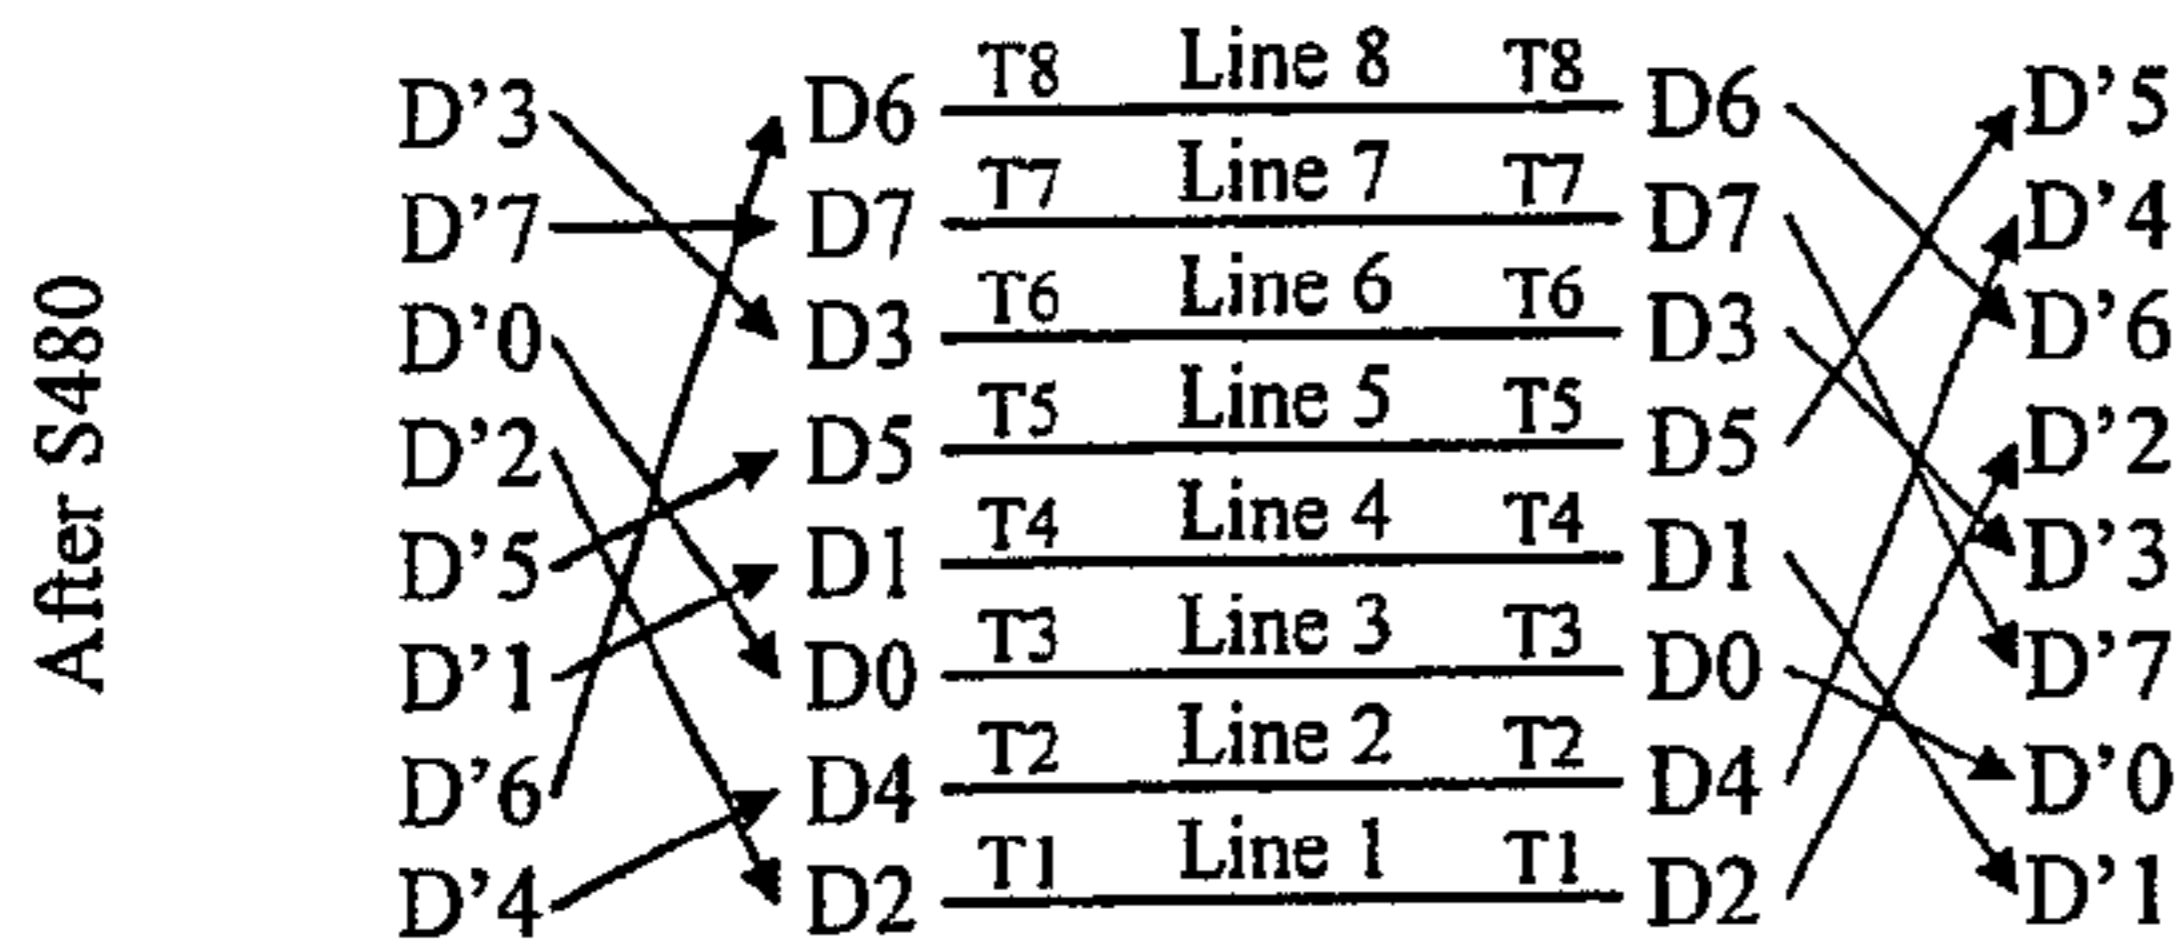 After S480
D'3 D6 T8 Line 8 T8 D6 D'5
D'7 D7 T7 Line 7 T7 D7 D'4
D'0 D3 T6 Line 6 T6 D3 D'6
D'2 D5 T5 Line 5 T5 D5 D'2
D'5 D1 T4 Line 4 T4 D1 D'3
D'1 D0 T3 Line 3 T3 D0 D'7
D'6 D4 T2 Line 2 T2 D4 D'0
D'4 D2 T1 Line 1 T1 D2 D'1